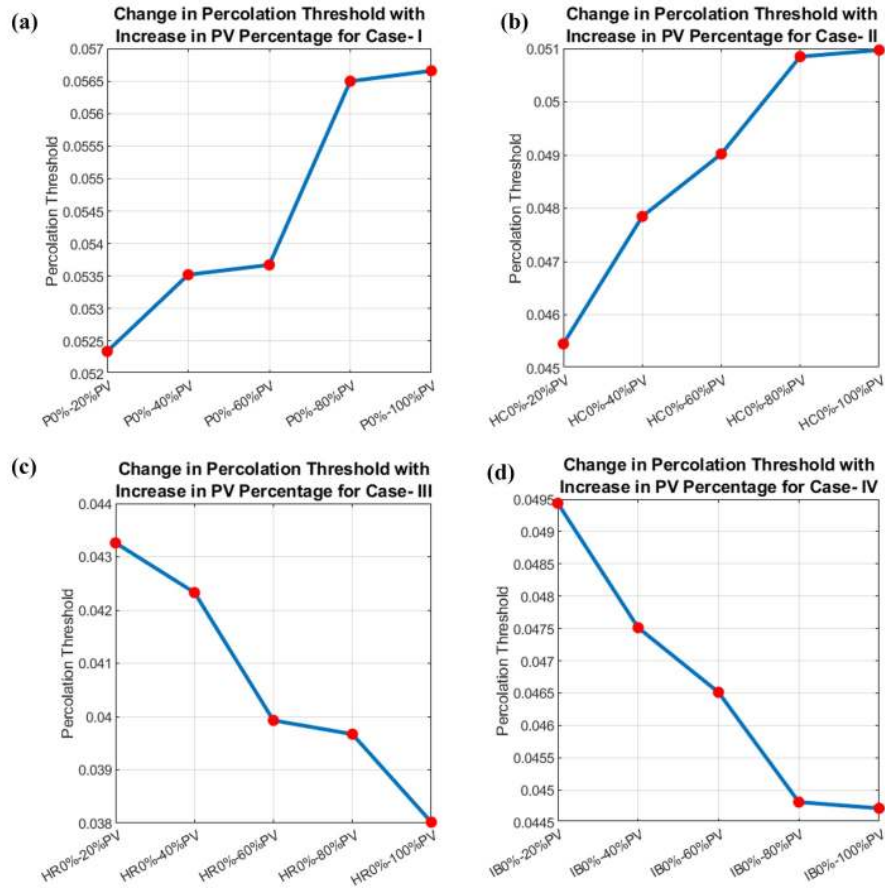 (a)
Change in Percolation Threshold with
Increase in PV Percentage for Case- I
Percolation Threshold
0.057
0.0565
0.056
0.0555
0.055
0.0545
0.054
0.0535
0.053
0.0525
0.052
P0%-20%PV
P0%-40%PV
P0%-60%PV
P0%-80%PV
P0%-100%PV
(b)
Change in Percolation Threshold with
Increase in PV Percentage for Case- II
Percolation Threshold
0.051
0.05
0.049
0.048
0.047
0.046
0.045
HC0%-20%PV
HC0%-40%PV
HC0%-60%PV
HC0%-80%PV
HC0%-100%PV
(c)
Change in Percolation Threshold with
Increase in PV Percentage for Case- III
Percolation Threshold
0.044
0.043
0.042
0.041
0.04
0.039
0.038
HR0%-20%PV
HR0%-40%PV
HR0%-60%PV
HR0%-80%PV
HR0%-100%PV
(d)
Change in Percolation Threshold with
Increase in PV Percentage for Case- IV
Percolation Threshold
0.0495
0.049
0.0485
0.048
0.0475
0.047
0.0465
0.046
0.0455
0.045
0.0445
IB0%-20%PV
IB0%-40%PV
IB0%-60%PV
IB0%-80%PV
IB0%-100%PV